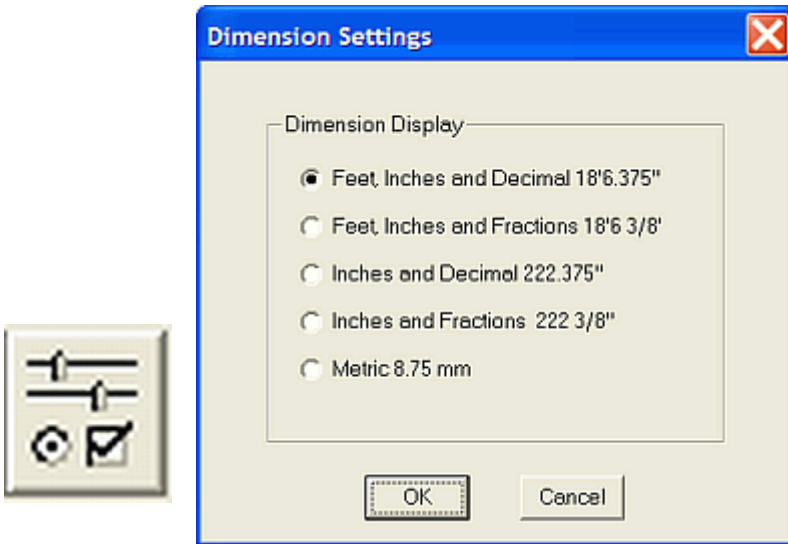 Dimension Settings
Dimension Display
Feet, Inches and Decimal 18'6.375"
Feet, Inches and Fractions 18'6 3/8'
Inches and Decimal 222.375"
Inches and Fractions 222 3/8"
Metric 8.75 mm
OK Cancel